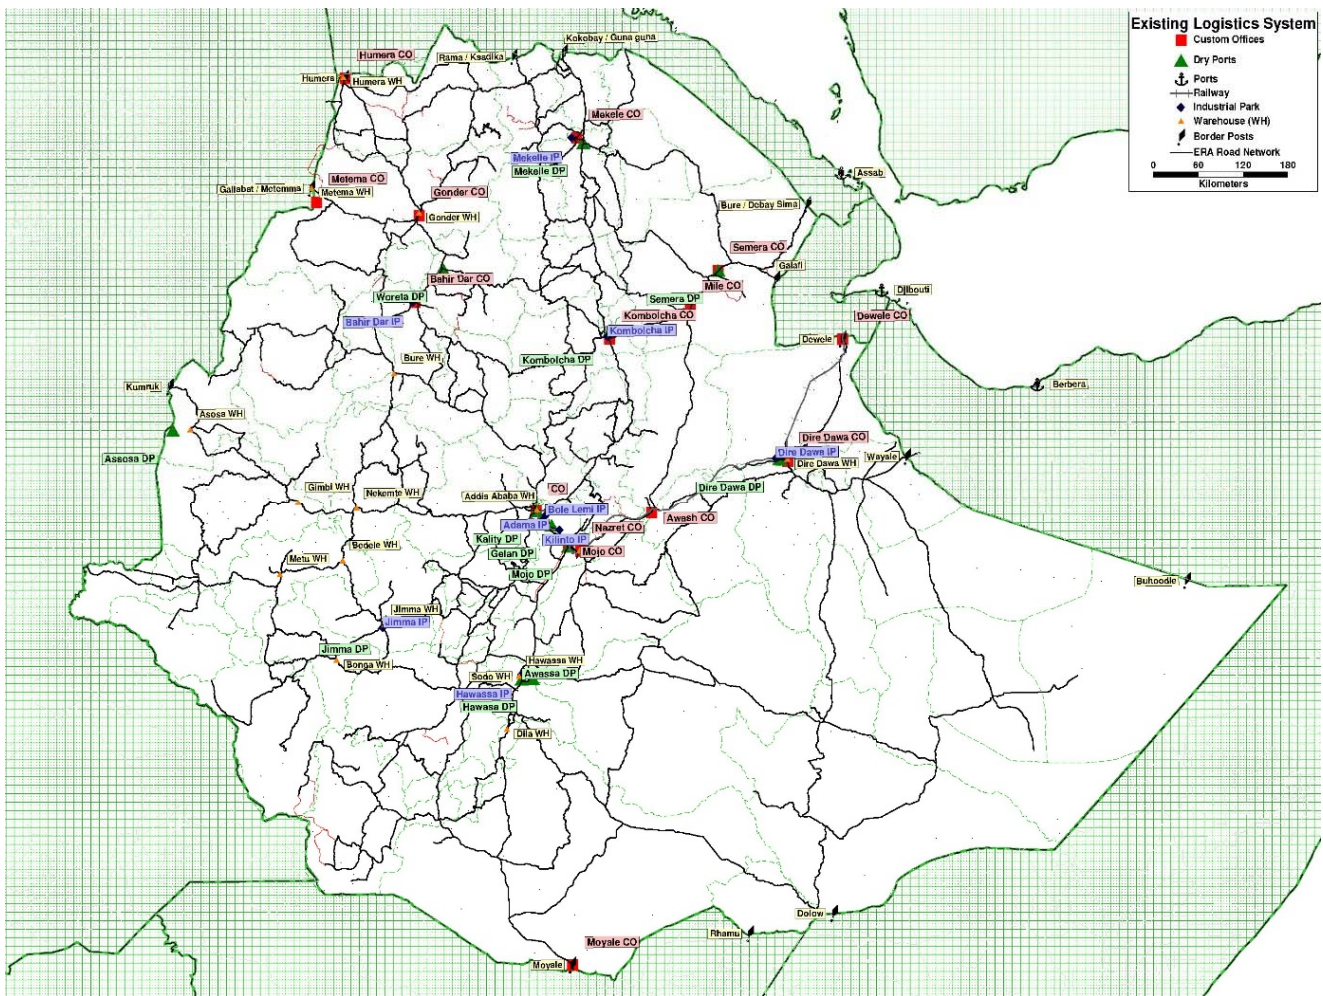 Existing Logistics System
Custom Offices
Dry Ports
Ports
Railway
Industrial Park
Warehouse (WH)
Border Posts
ERA Road Network
0 60 120 180
Kilometers
Kokobay / Guna guna
Humera CO
Rama / Ksadika
Humera
Humera WH
Mekele CO
Mekelle IP
Mekelle DP
Assab
Metema CO
Gallabat / Metemma
Metema WH
Gonder CO
Gonder WH
Bure / Debay Sima
Semera CO
Galafi
Bahir Dar CO
Mile CO
Djibouti
Woreta DP
Semera DP
Kombolcha CO
Dewele CO
Bahir Dar IP
Kombolcha IP
Dewele
Bure WH
Kombolcha DP
Kumruk
Berbera
Asosa WH
Dire Dawa CO
Dire Dawa IP
Wayale
Assosa DP
Dire Dawa WH
Gimbi WH
Nekemte WH
Addis Ababa WH
CO
Dire Dawa DP
Bole Lemi IP
Adama IP
Nazret CO
Awash CO
Kality DP
Kilinto IP
Bedele WH
Gelan DP
Mojo CO
Metu WH
Mojo DP
Buhoodle
Jimma WH
Jimma IP
Jimma DP
Bonga WH
Hawassa WH
Sodo WH
Awassa DP
Hawassa IP
Hawasa DP
Dila WH
Dolow
Rhamu
Moyale CO
Moyale